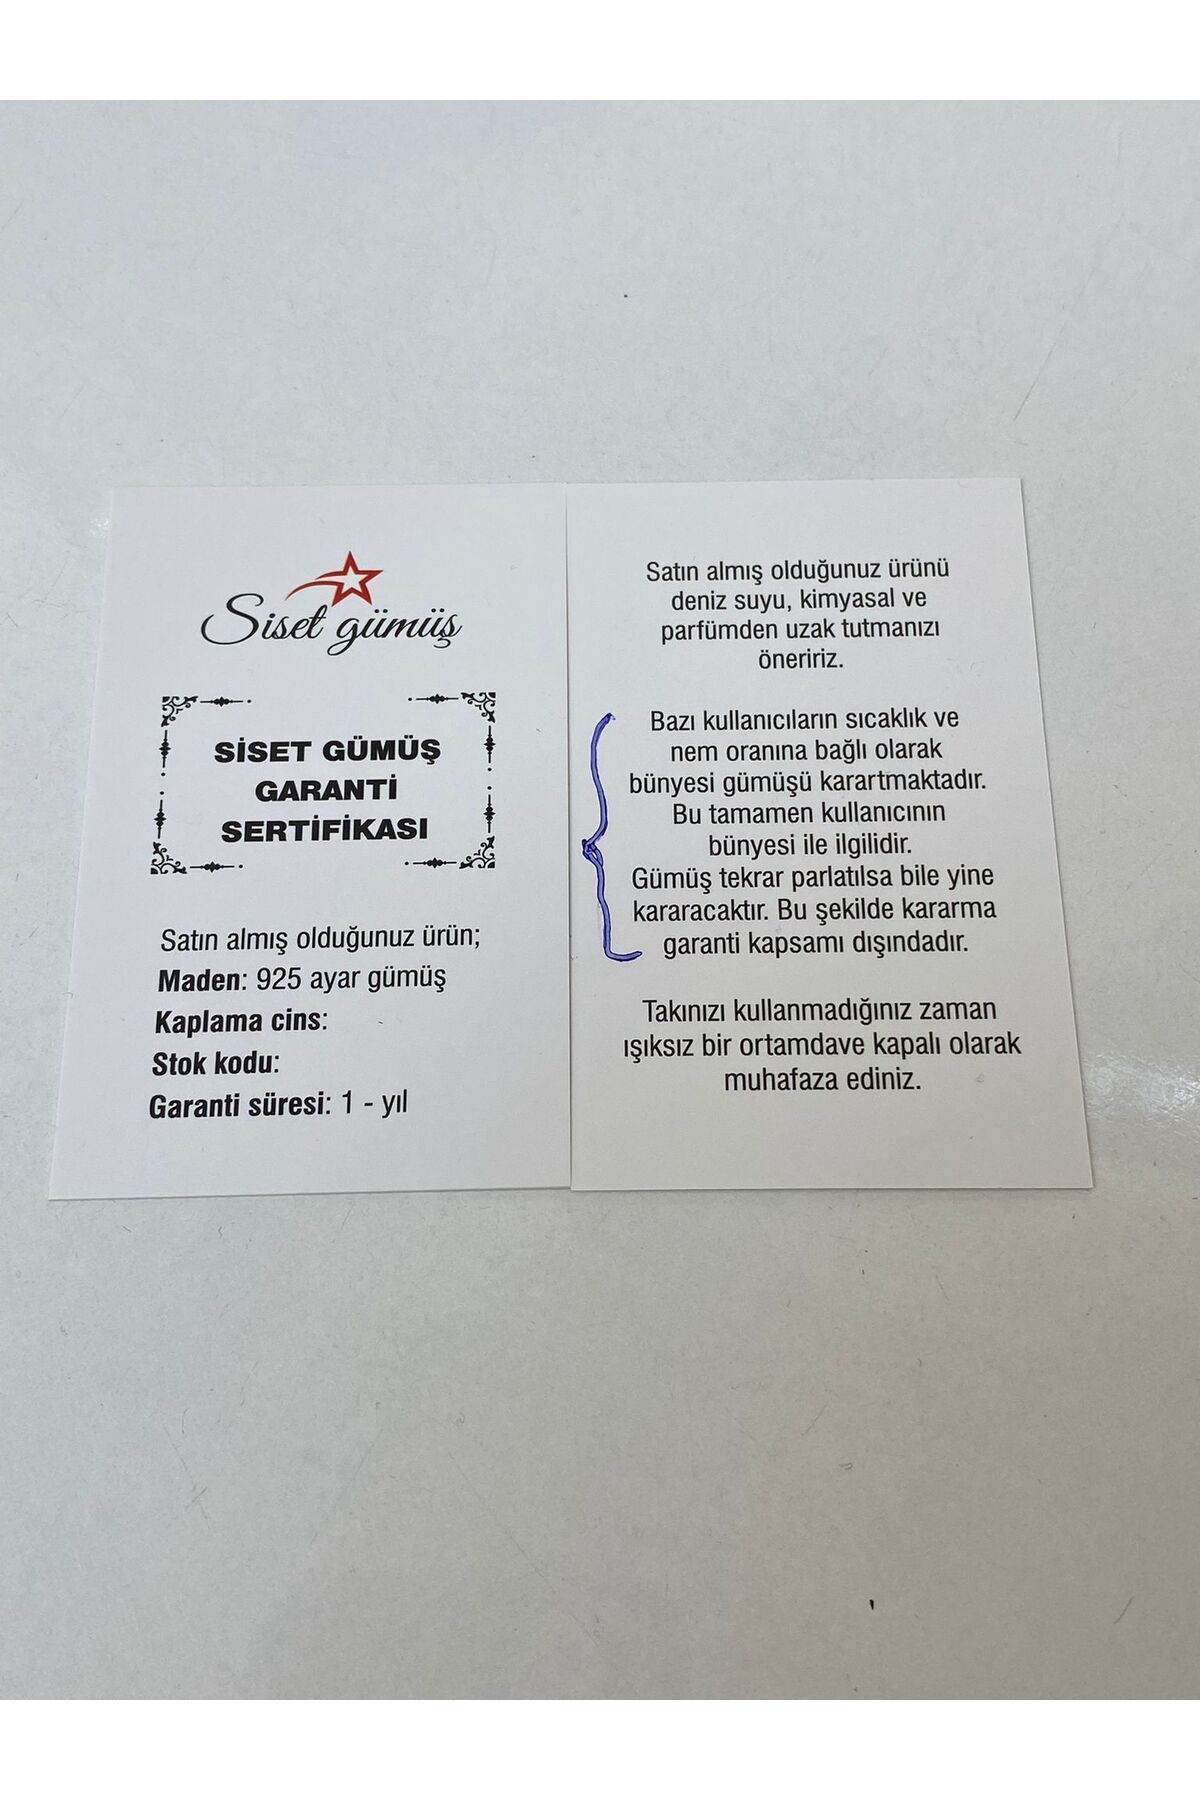 Siset gümüş
SİSET GÜMÜŞ
GARANTİ
SERTİFİKASI
Satın almış olduğunuz ürün;
Maden: 925 ayar gümüş
Kaplama cins:
Stok kodu:
Garanti süresi: 1 - yıl
Satın almış olduğunuz ürünü
deniz suyu, kimyasal ve
parfümden uzak tutmanızı
öneririz.
Bazı kullanıcıların sıcaklık ve
nem oranına bağlı olarak
bünyesi gümüşü karartmaktadır.
Bu tamamen kullanıcının
bünyesi ile ilgilidir.
Gümüş tekrar parlatılsa bile yine
kararacaktır. Bu şekilde kararma
garanti kapsamı dışındadır.
Takınızı kullanmadığınız zaman
ışıksız bir ortamdave kapalı olarak
muhafaza ediniz.